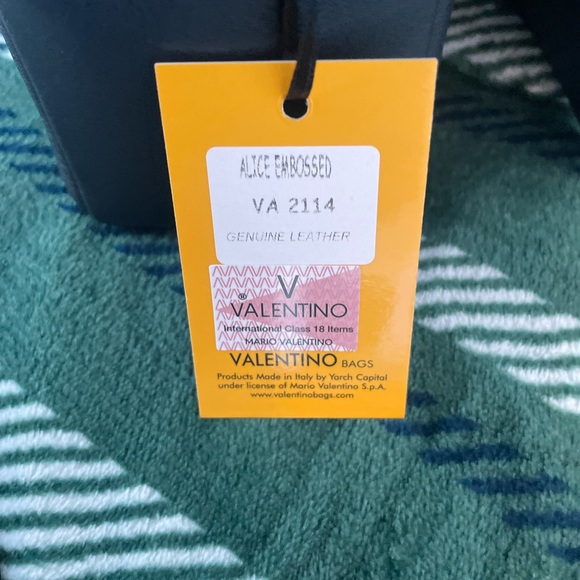 ALICE EMBOSSED
VA 2114
GENUINE LEATHER
V
® VALENTINO
International Class 18 Items
MARIO VALENTINO
VALENTINO BAGS
Products Made in Italy by Yarch Capital
under license of Mario Valentino S.p.A.
www.valentinobags.com